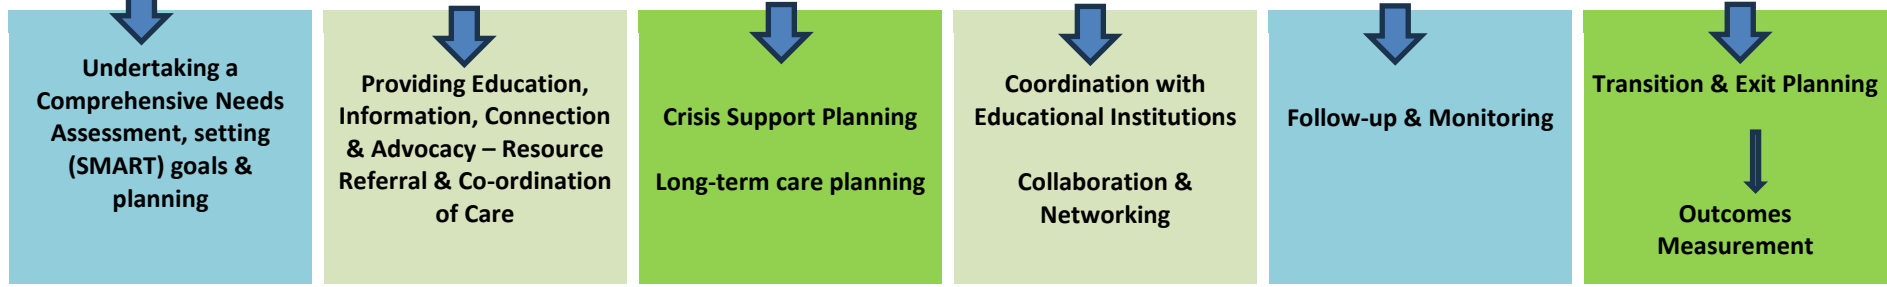 Undertaking a
Comprehensive Needs
Assessment, setting
(SMART) goals &
planning
Providing Education,
Information, Connection
& Advocacy – Resource
Referral & Co-ordination
of Care
Crisis Support Planning
Long-term care planning
Coordination with
Educational Institutions
Collaboration &
Networking
Follow-up & Monitoring
Transition & Exit Planning
Outcomes
Measurement